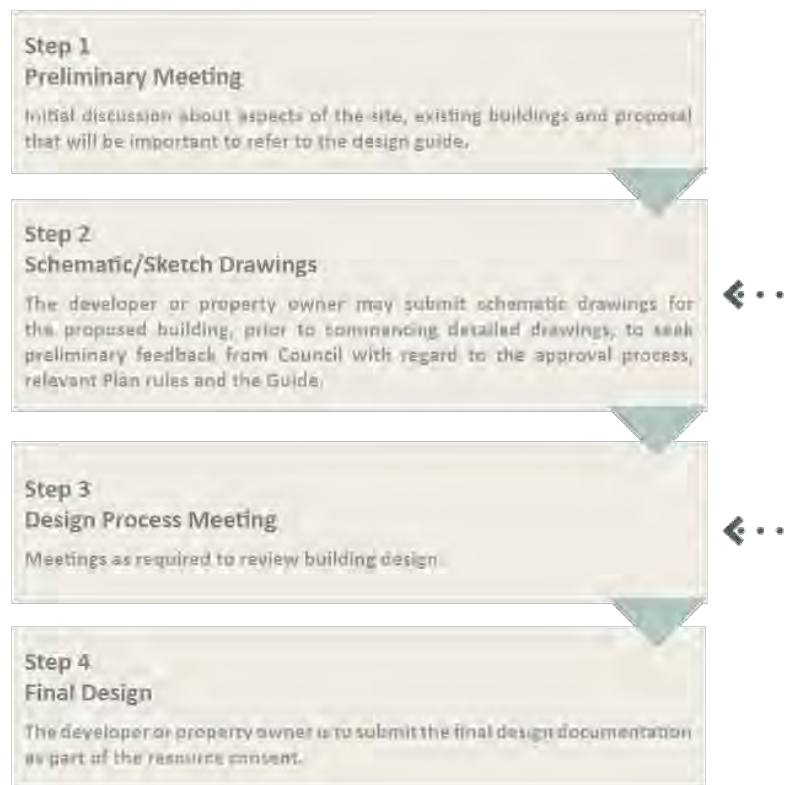 Step 1
Preliminary Meeting
Initial discussion about aspects of the site, existing buildings and proposal
that will be important to refer to the design guide.
Step 2
Schematic/Sketch Drawings
The developer or property owner may submit schematic drawings for
the proposed building, prior to commencing detailed drawings, to seek
preliminary feedback from Council with regard to the approval process,
relevant Plan rules and the Guide.
Step 3
Design Process Meeting
Meetings as required to review building design.
Step 4
Final Design
The developer or property owner is to submit the final design documentation
as part of the resource consent.